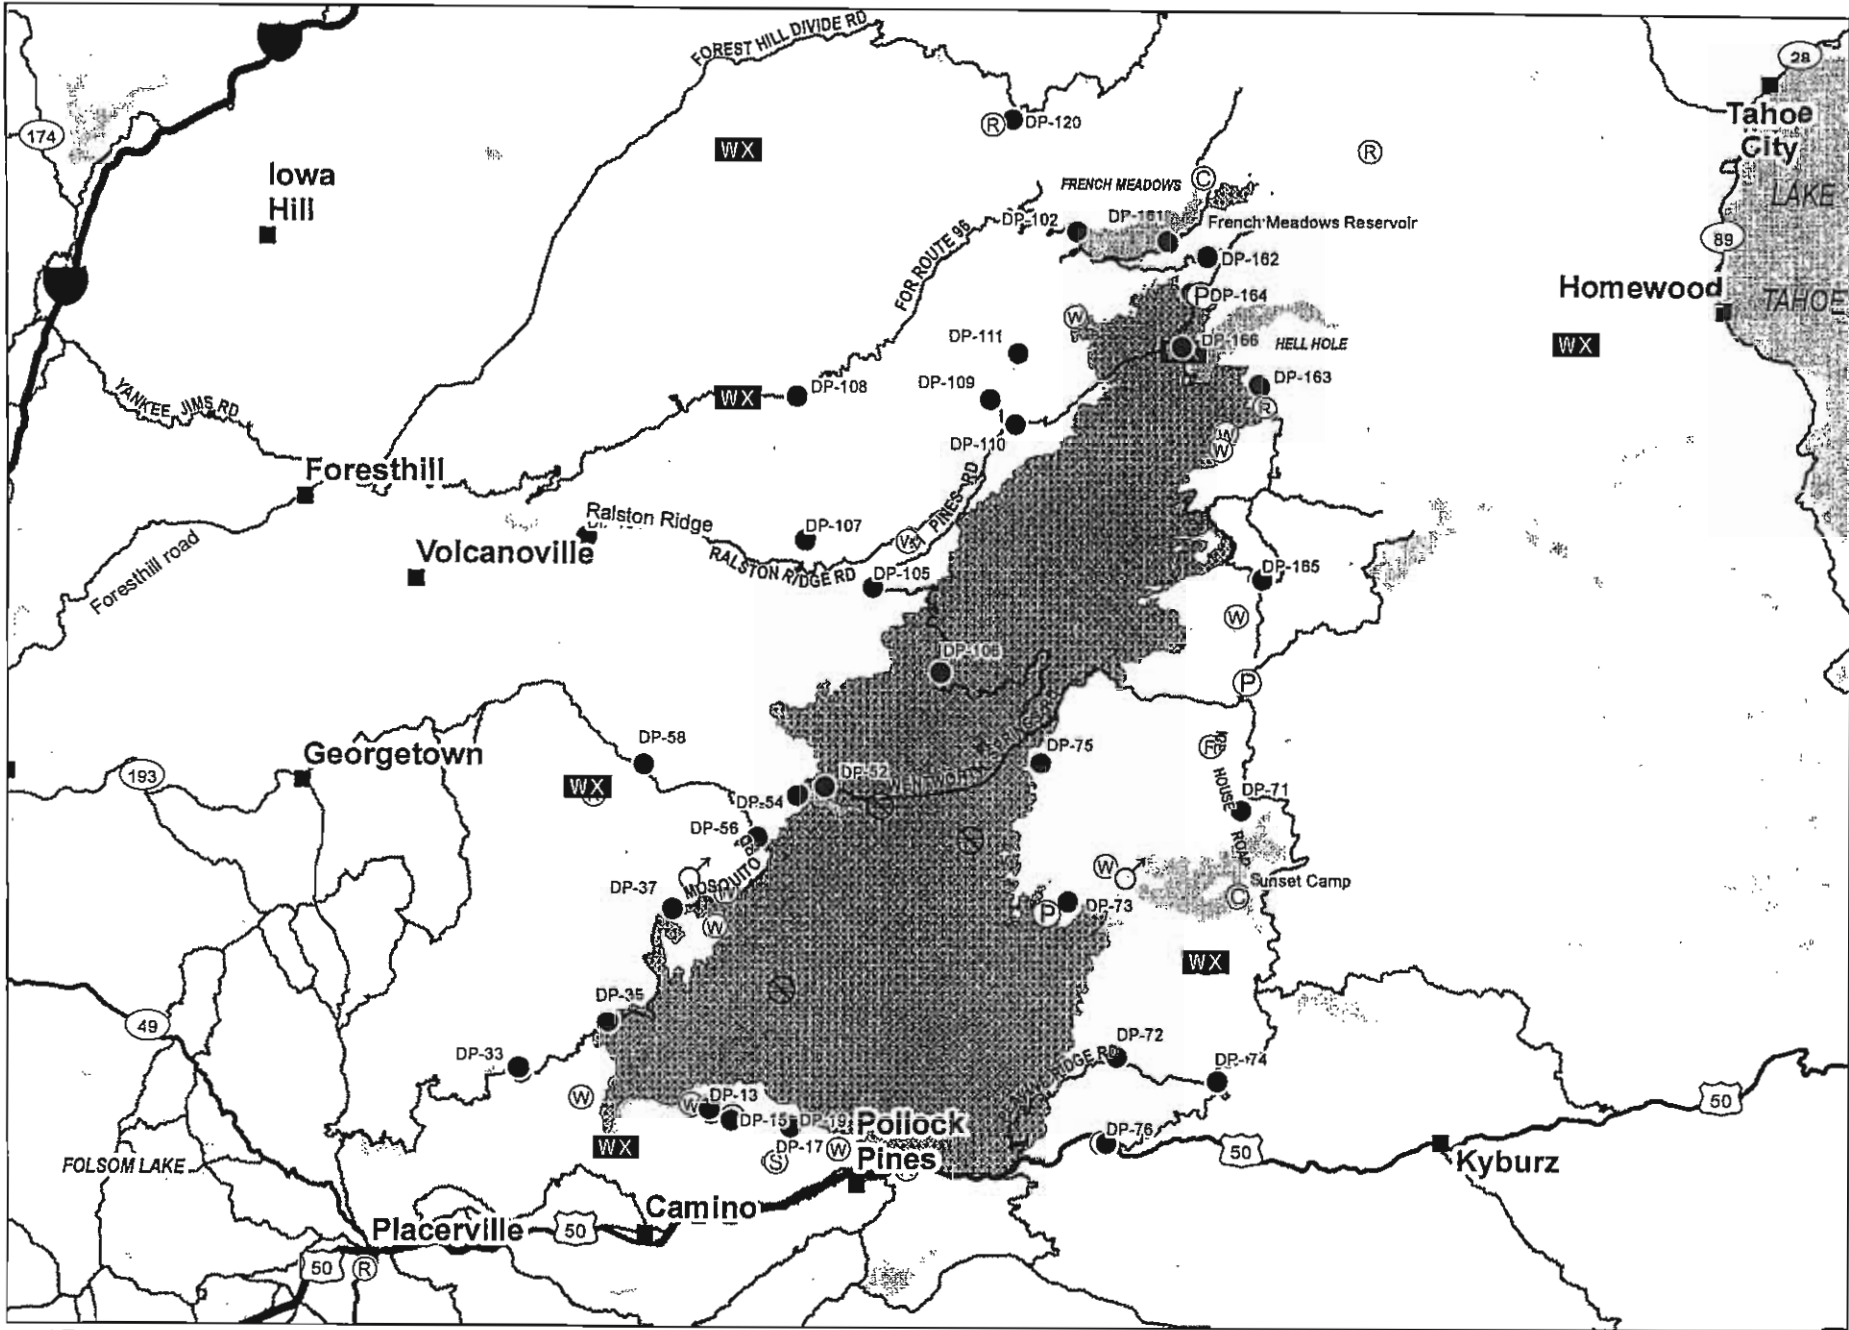 FOREST HILL DIVIDE RD
28
Tahoe
City
174
WX
R
DP-120
R
Iowa
Hill
FRENCH MEADOWS
C
LAKE
DP-102
DP-161
French Meadows Reservoir
89
FOR ROUTE 96
DP-162
Homewood
TAHOE
P
DP-164
W
DP-111
DP-166
HELL HOLE
WX
YANKEE JIMS RD
WX
DP-108
DP-109
DP-163
R
DP-110
W
W
Foresthill
PINES RD
Ralston Ridge
DP-107
Volcanoville
RALSTON RIDGE RD
DP-105
DP-165
Foresthill road
W
DP-106
P
Georgetown
DP-58
DP-75
193
WX
DP-52
WENTWORTH SPRINGS RD
HOUSE
ROAD
DP-71
DP-54
DP-56
MOSQUITO RD
DP-37
W
Sunset Camp
C
W
P
DP-73
WX
DP-35
49
DP-33
DP-72
RIDGE RD
DP-74
W
W
DP-13
50
DP-15
DP-19
Pollock
Pines
DP-76
WX
DP-17
W
S
50
FOLSOM LAKE
Kyburz
Camino
Placerville
50
50
R